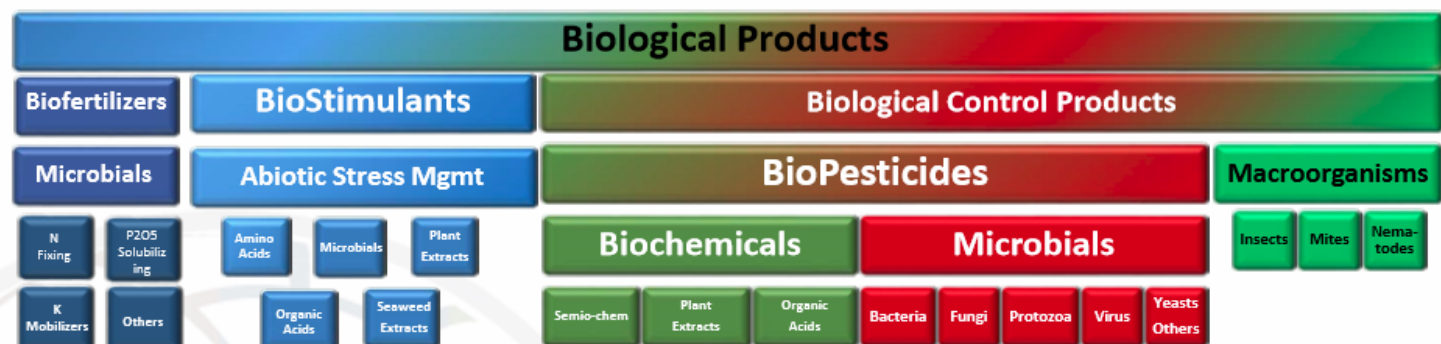 Biological Products
Biofertilizers
BioStimulants
Biological Control Products
Microbials
Abiotic Stress Mgmt
BioPesticides
Macroorganisms
N
Fixing
P2O5
Solubiliz
ing
Amino
Acids
Microbials
Plant
Extracts
Biochemicals
Microbials
Insects
Mites
Nema-
todes
K
Mobilizers
Others
Organic
Acids
Seaweed
Extracts
Semio-chem
Plant
Extracts
Organic
Acids
Bacteria
Fungi
Protozoa
Virus
Yeasts
Others